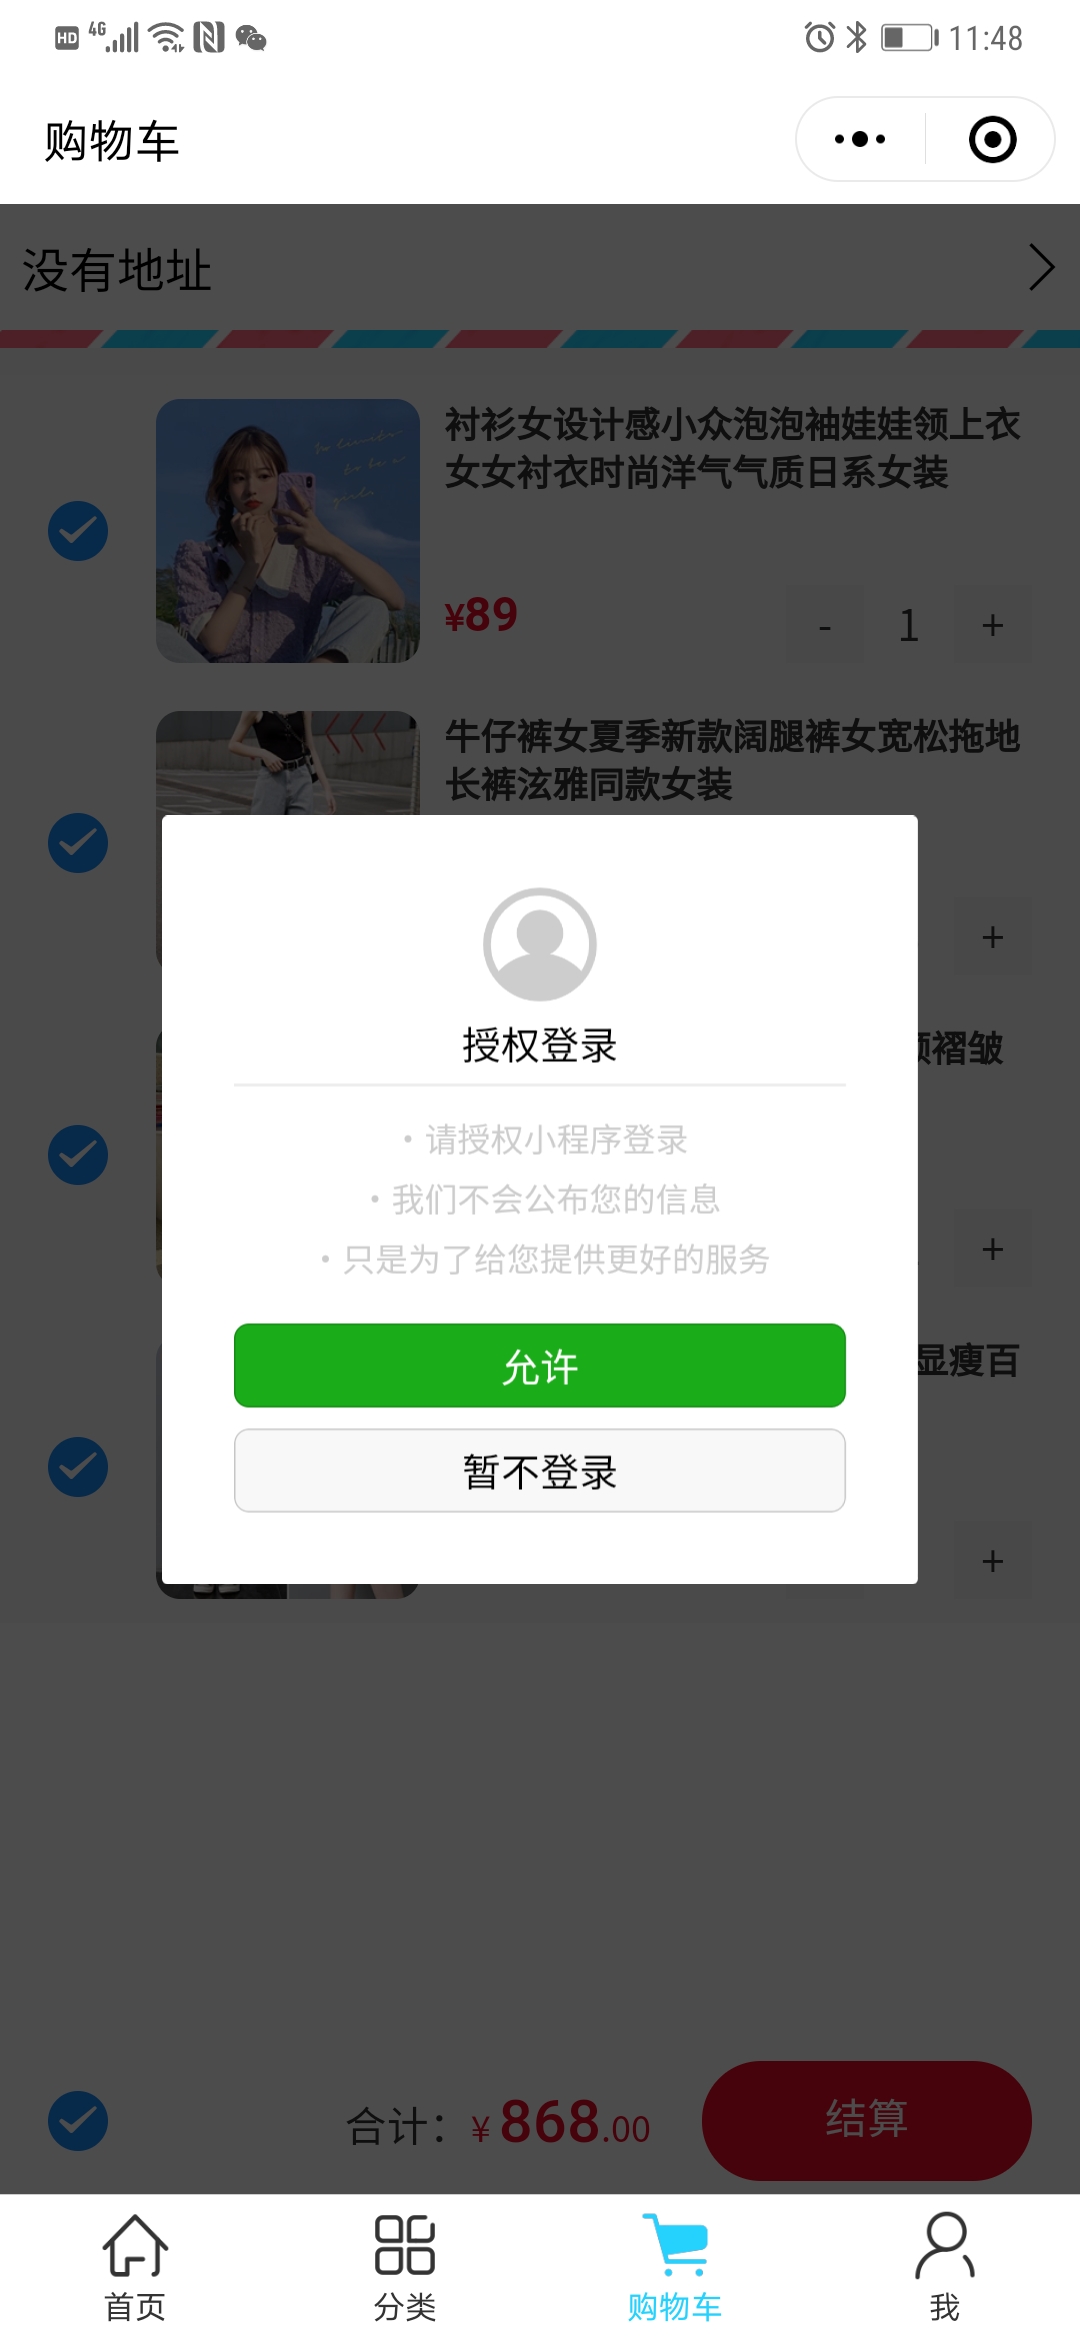 HD 4G 11:48
购物车
没有地址
衬衫女设计感小众泡泡袖娃娃领上衣
女女衬衣时尚洋气气质日系女装
¥89
- 1 +
牛仔裤女夏季新款阔腿裤女宽松拖地
长裤泫雅同款女装
+
褶皱
+
显瘦百
+
授权登录
· 请授权小程序登录
· 我们不会公布您的信息
· 只是为了给您提供更好的服务
允许
暂不登录
合计：¥868.00
结算
首页 分类 购物车 我